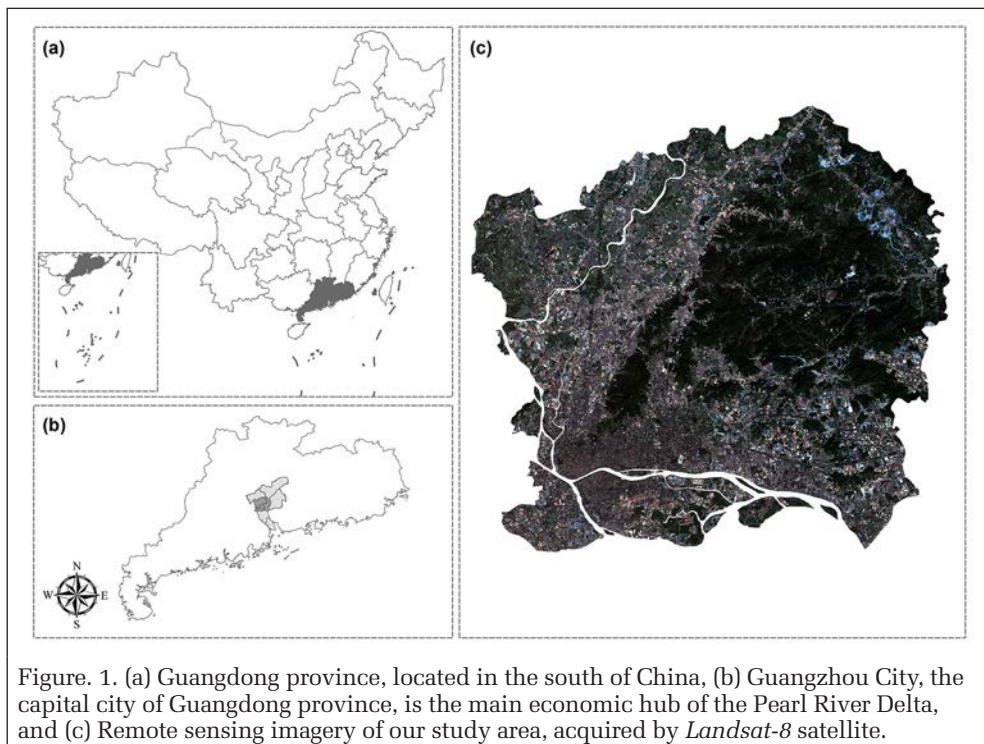 (a)
(c)
(b)
N
W E
S
Figure. 1. (a) Guangdong province, located in the south of China, (b) Guangzhou City, the
capital city of Guangdong province, is the main economic hub of the Pearl River Delta,
and (c) Remote sensing imagery of our study area, acquired by Landsat-8 satellite.